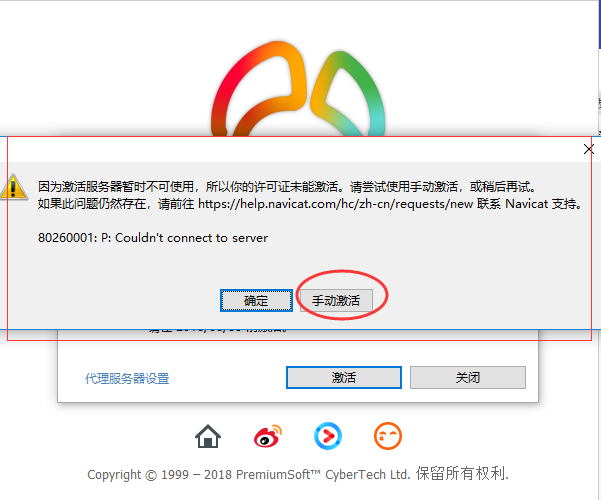 因为激活服务器暂时不可使用，所以你的许可证未能激活。请尝试使用手动激活，或稍后再试。
如果此问题仍然存在，请前往 https://help.navicat.com/hc/zh-cn/requests/new 联系 Navicat 支持。
80260001: P: Couldn't connect to server
确定 手动激活
代理服务器设置 激活 关闭
Copyright © 1999 – 2018 PremiumSoft™ CyberTech Ltd. 保留所有权利.